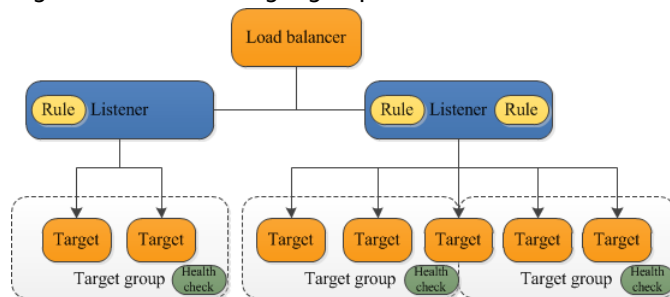 Load balancer
Rule Listener
Rule Listener Rule
Target Target
Target Target Target Target Target
Target group Health check
Target group Health check
Target group Health check